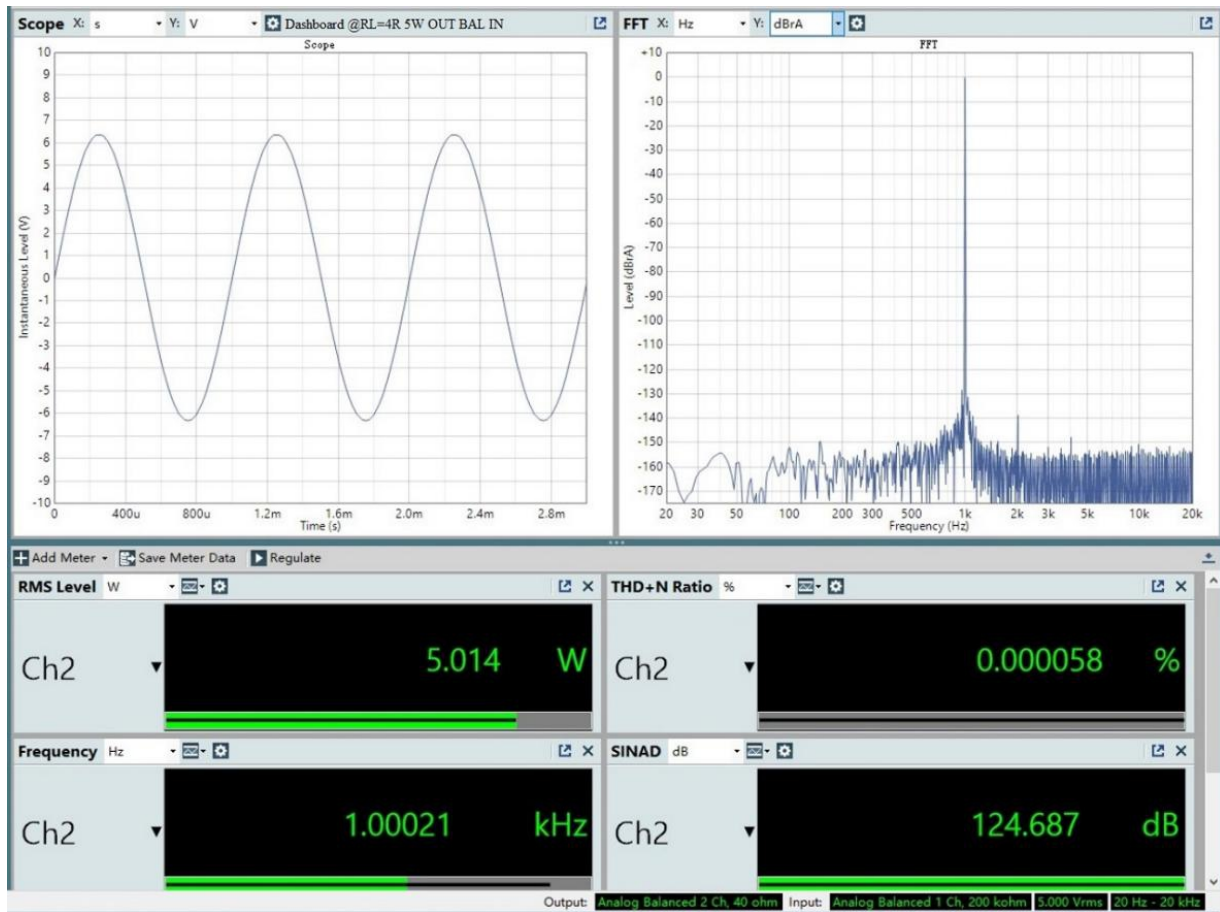 Scope X: s Y: V Dashboard @RL=4R 5W OUT BAL IN
Scope
10
9
8
7
6
5
4
3
2
1
0
-1
-2
-3
-4
-5
-6
-7
-8
-9
-10
Instantaneous Level (V)
0 400u 800u 1.2m 1.6m 2.0m 2.4m 2.8m
Time (s)
FFT X: Hz Y: dBrA
FFT
+10
0
-10
-20
-30
-40
-50
-60
-70
-80
-90
-100
-110
-120
-130
-140
-150
-160
-170
Level (dBrA)
20 30 50 100 200 300 500 1k 2k 3k 5k 10k 20k
Frequency (Hz)
Add Meter Save Meter Data Regulate
RMS Level W
Ch2 5.014 W
THD+N Ratio %
Ch2 0.000058 %
Frequency Hz
Ch2 1.00021 kHz
SINAD dB
Ch2 124.687 dB
Output: Analog Balanced 2 Ch, 40 ohm Input: Analog Balanced 1 Ch, 200 kohm 5.000 Vrms 20 Hz - 20 kHz